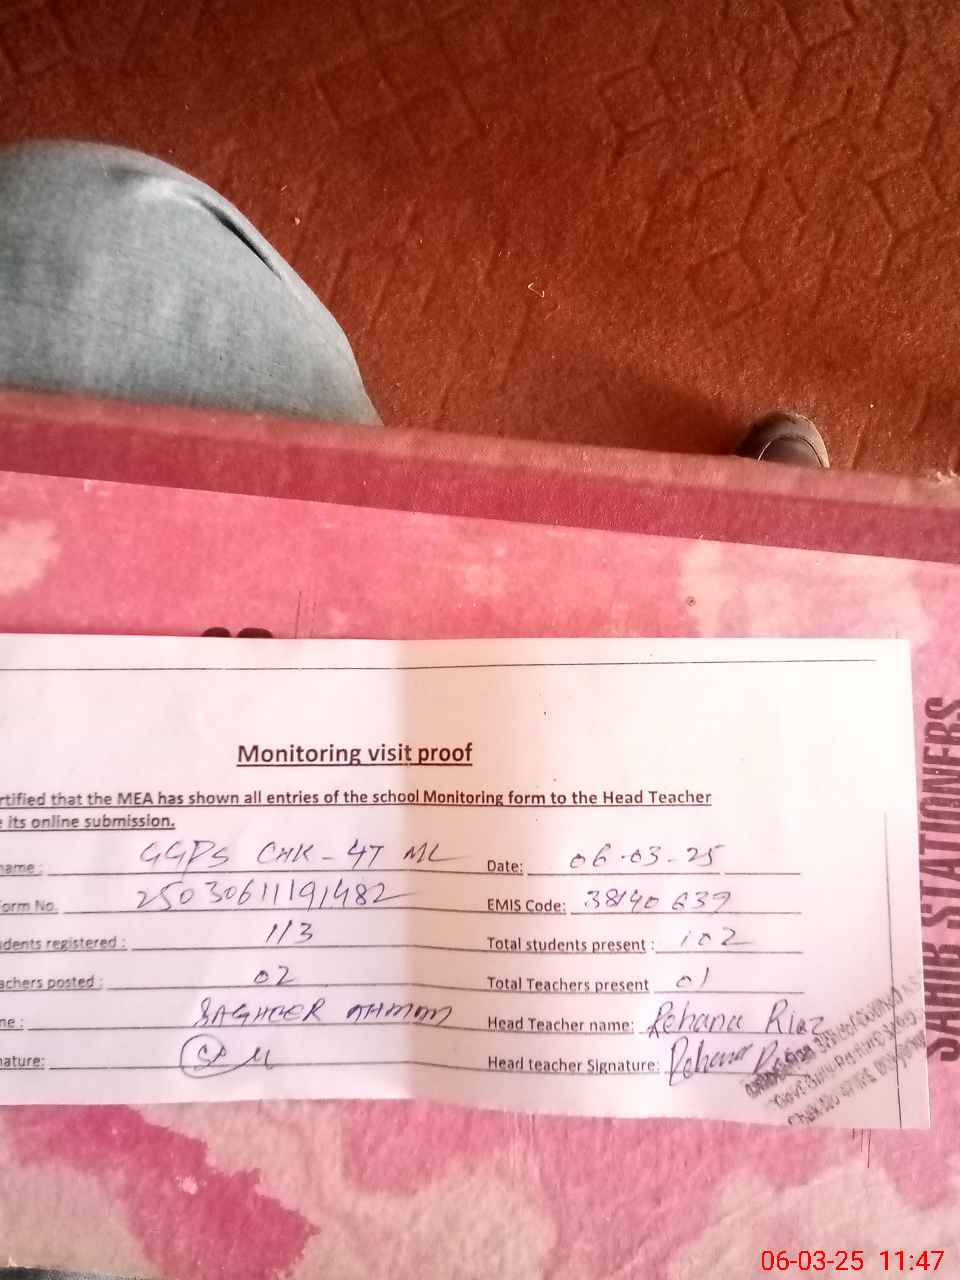 Monitoring visit proof
rtified that the MEA has shown all entries of the school Monitoring form to the Head Teacher
e its online submission.
name : GGPS CHK - 47 ML Date: 06-03-25
Form No. 25030611191482 EMIS Code: 38140639
dents registered : 113 Total students present : 102
achers posted : 02 Total Teachers present 01
me : SAGHEER AHMAD Head Teacher name: Rehana Riaz
nature: Head teacher Signature: Rehana
SAHIB STATIONERS
06-03-25 11:47